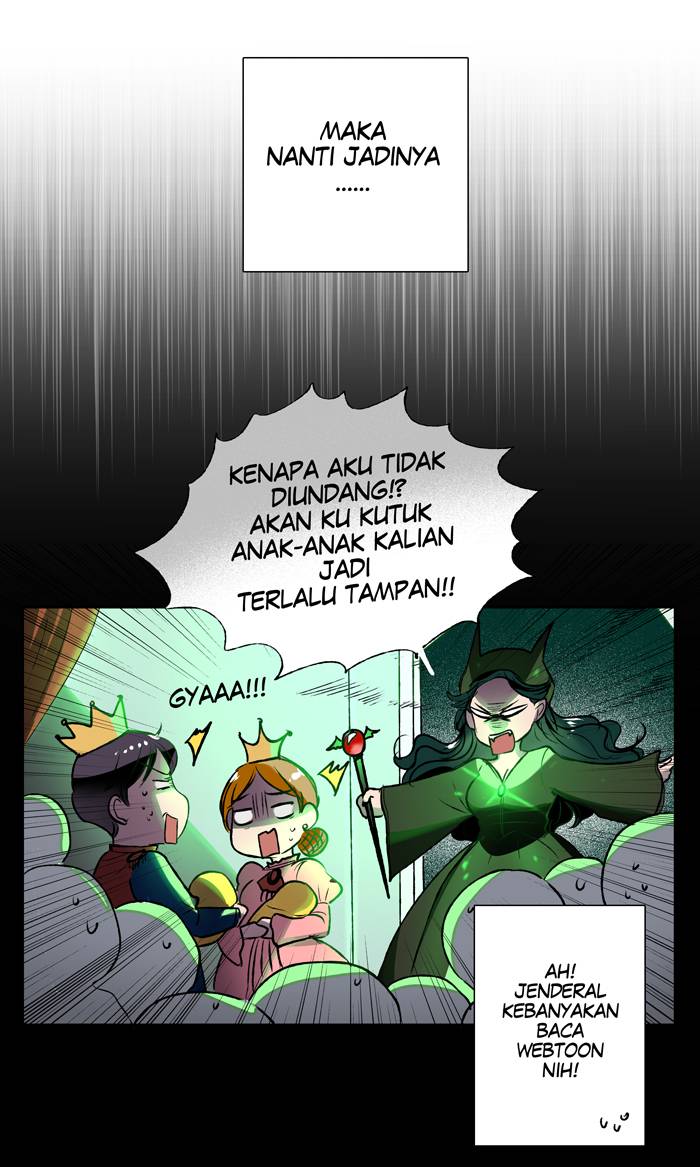 MAKA
NANTI JADINYA
......
KENAPA AKU TIDAK
DIUNDANG!?
AKAN KU KUTUK
ANAK-ANAK KALIAN
JADI
TERLALU TAMPAN!!
GYAAA!!!
AH!
JENDERAL
KEBANYAKAN
BACA
WEBTOON
NIH!